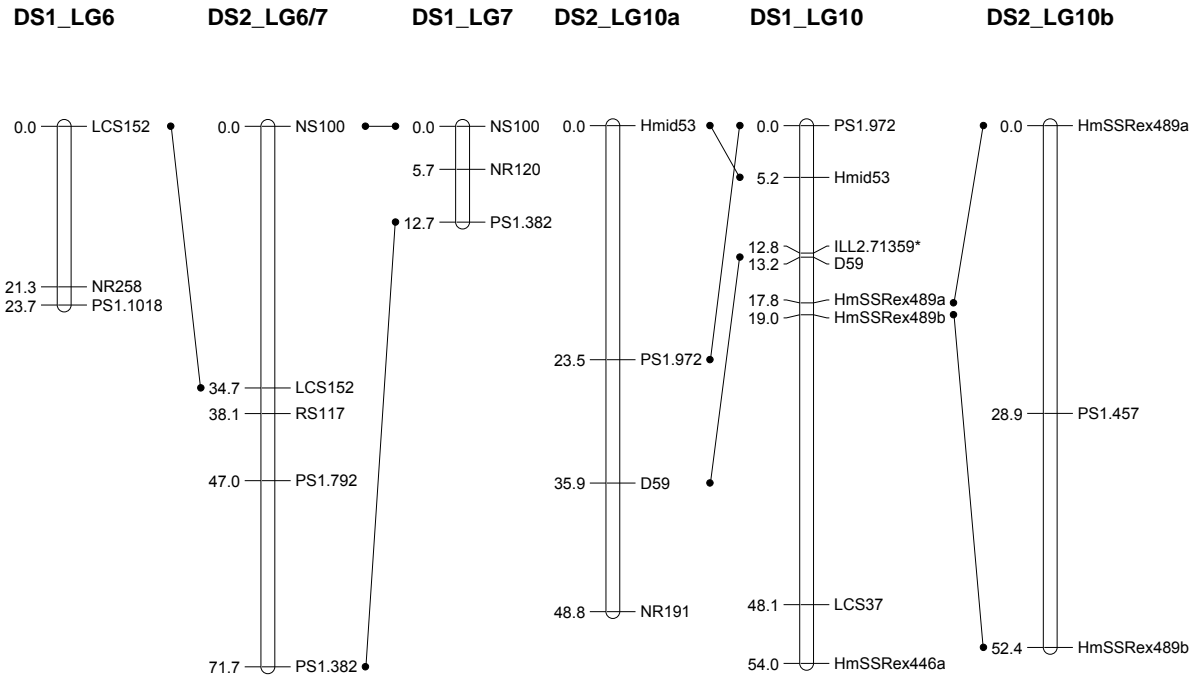 DS1_LG6
0.0 LCS152
21.3 NR258
23.7 PS1.1018
DS2_LG6/7
0.0 NS100
34.7 LCS152
38.1 RS117
47.0 PS1.792
71.7 PS1.382
DS1_LG7
0.0 NS100
5.7 NR120
12.7 PS1.382
DS2_LG10a
0.0 Hmid53
23.5 PS1.972
35.9 D59
48.8 NR191
DS1_LG10
0.0 PS1.972
5.2 Hmid53
12.8 ILL2.71359*
13.2 D59
17.8 HmSSRex489a
19.0 HmSSRex489b
48.1 LCS37
54.0 HmSSRex446a
DS2_LG10b
0.0 HmSSRex489a
28.9 PS1.457
52.4 HmSSRex489b